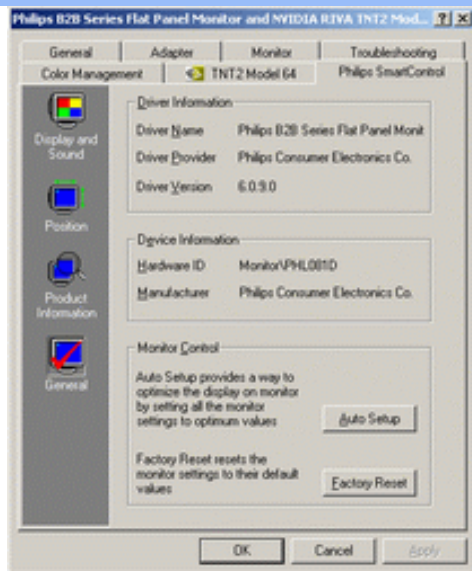 Philips B2B Series Flat Panel Monitor and NVIDIA RIVA TNT2 Mod...
General Adapter Monitor Troubleshooting
Color Management TNT2 Model 64 Philips SmartControl
Display and Sound
Position
Product Information
General
Driver Information
Driver Name Philips B2B Series Flat Panel Monit
Driver Provider Philips Consumer Electronics Co.
Driver Version 6.0.9.0
Device Information
Hardware ID Monitor\PHL081D
Manufacturer Philips Consumer Electronics Co.
Monitor Control
Auto Setup provides a way to
optimize the display on monitor
by setting all the monitor
settings to optimum values
Auto Setup
Factory Reset resets the
monitor settings to their default
values
Factory Reset
OK Cancel Apply